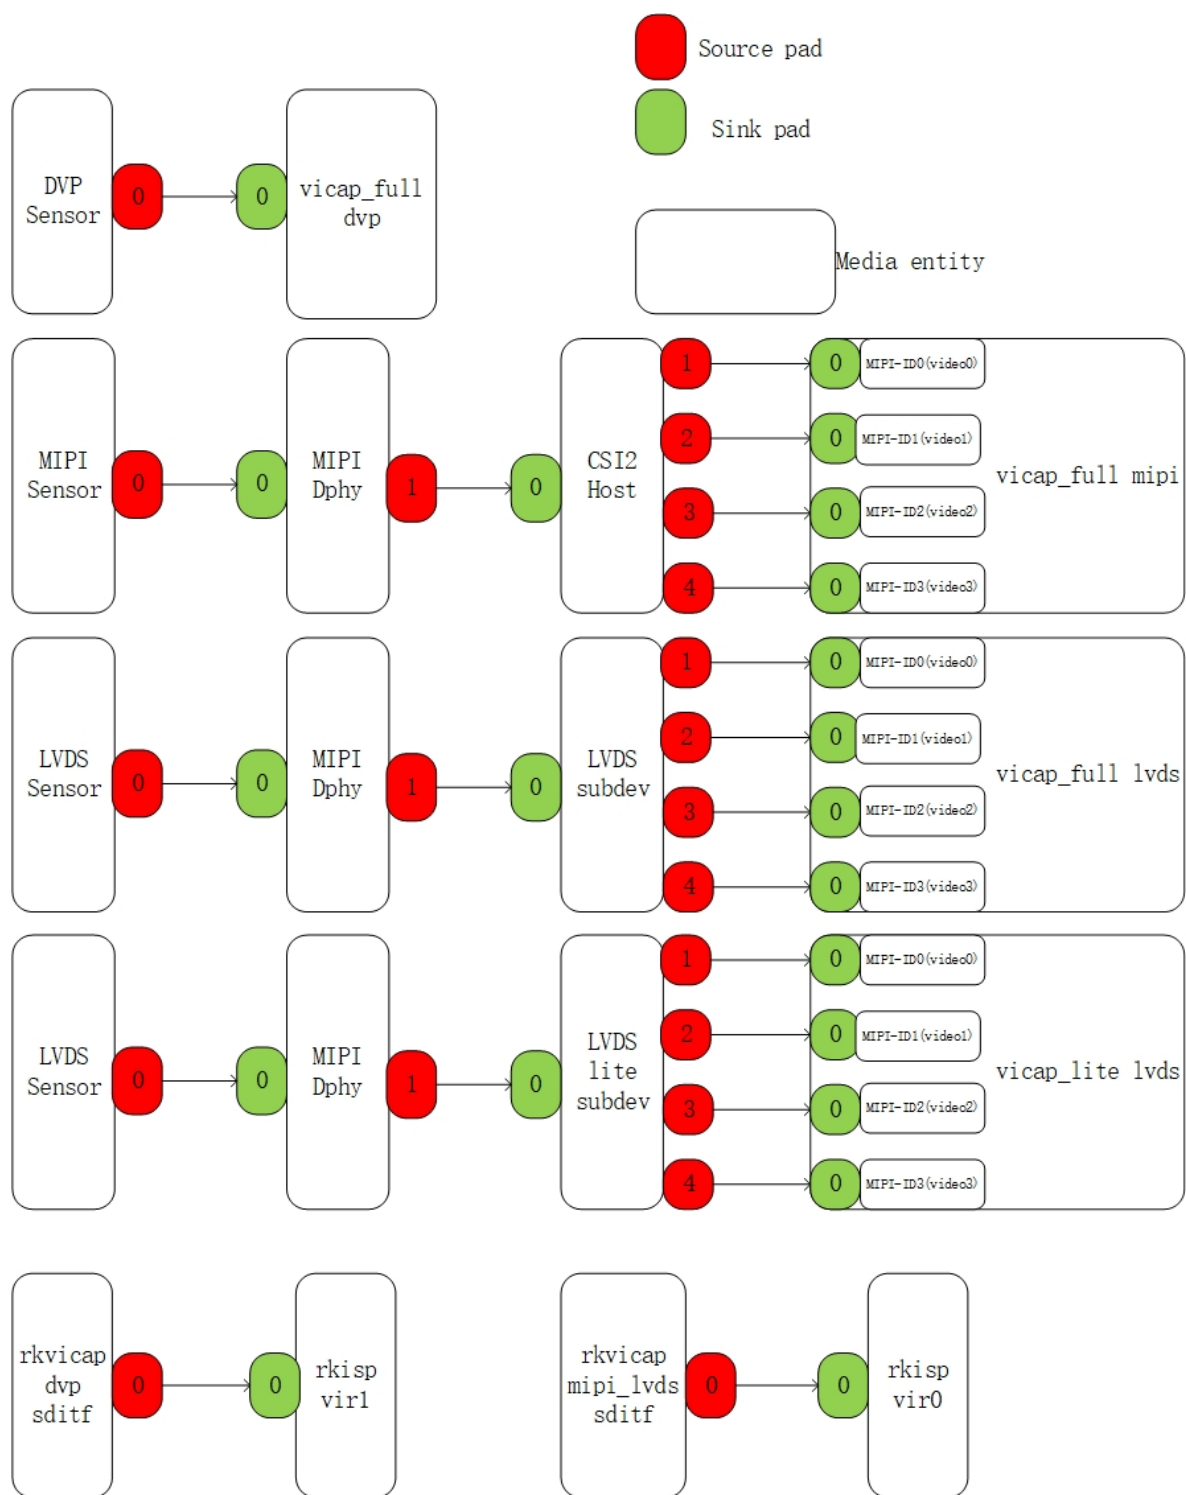 Source pad
Sink pad
DVP
Sensor
0
0
vicap_full
dvp
Media entity
MIPI
Sensor
0
0
MIPI
Dphy
1
0
CSI2
Host
1
0
MIPI-ID0(video0)
2
0
MIPI-ID1(video1)
3
0
MIPI-ID2(video2)
4
0
MIPI-ID3(video3)
vicap_full mipi
LVDS
Sensor
0
0
MIPI
Dphy
1
0
LVDS
subdev
1
0
MIPI-ID0(video0)
2
0
MIPI-ID1(video1)
3
0
MIPI-ID2(video2)
4
0
MIPI-ID3(video3)
vicap_full lvds
LVDS
Sensor
0
0
MIPI
Dphy
1
0
LVDS
lite
subdev
1
0
MIPI-ID0(video0)
2
0
MIPI-ID1(video1)
3
0
MIPI-ID2(video2)
4
0
MIPI-ID3(video3)
vicap_lite lvds
rkvicap
dvp
sditf
0
0
rkisp
vir1
rkvicap
mipi_lvds
sditf
0
0
rkisp
vir0